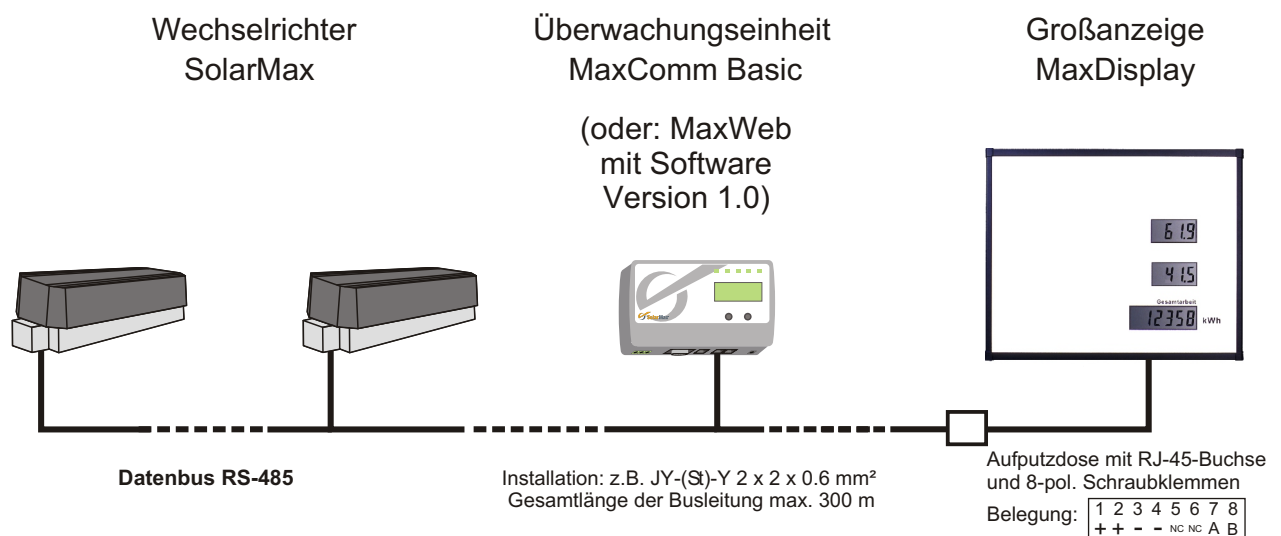 Wechselrichter
SolarMax
Überwachungseinheit
MaxComm Basic
(oder: MaxWeb
mit Software
Version 1.0)
Großanzeige
MaxDisplay
61.9
41.5
Gesamtarbeit
12358 kWh
SolarMax
Datenbus RS-485
Installation: z.B. JY-(St)-Y 2 x 2 x 0.6 mm²
Gesamtlänge der Busleitung max. 300 m
Aufputzdose mit RJ-45-Buchse
und 8-pol. Schraubklemmen
Belegung:
1 2 3 4 5 6 7 8
+ + - - NC NC A B